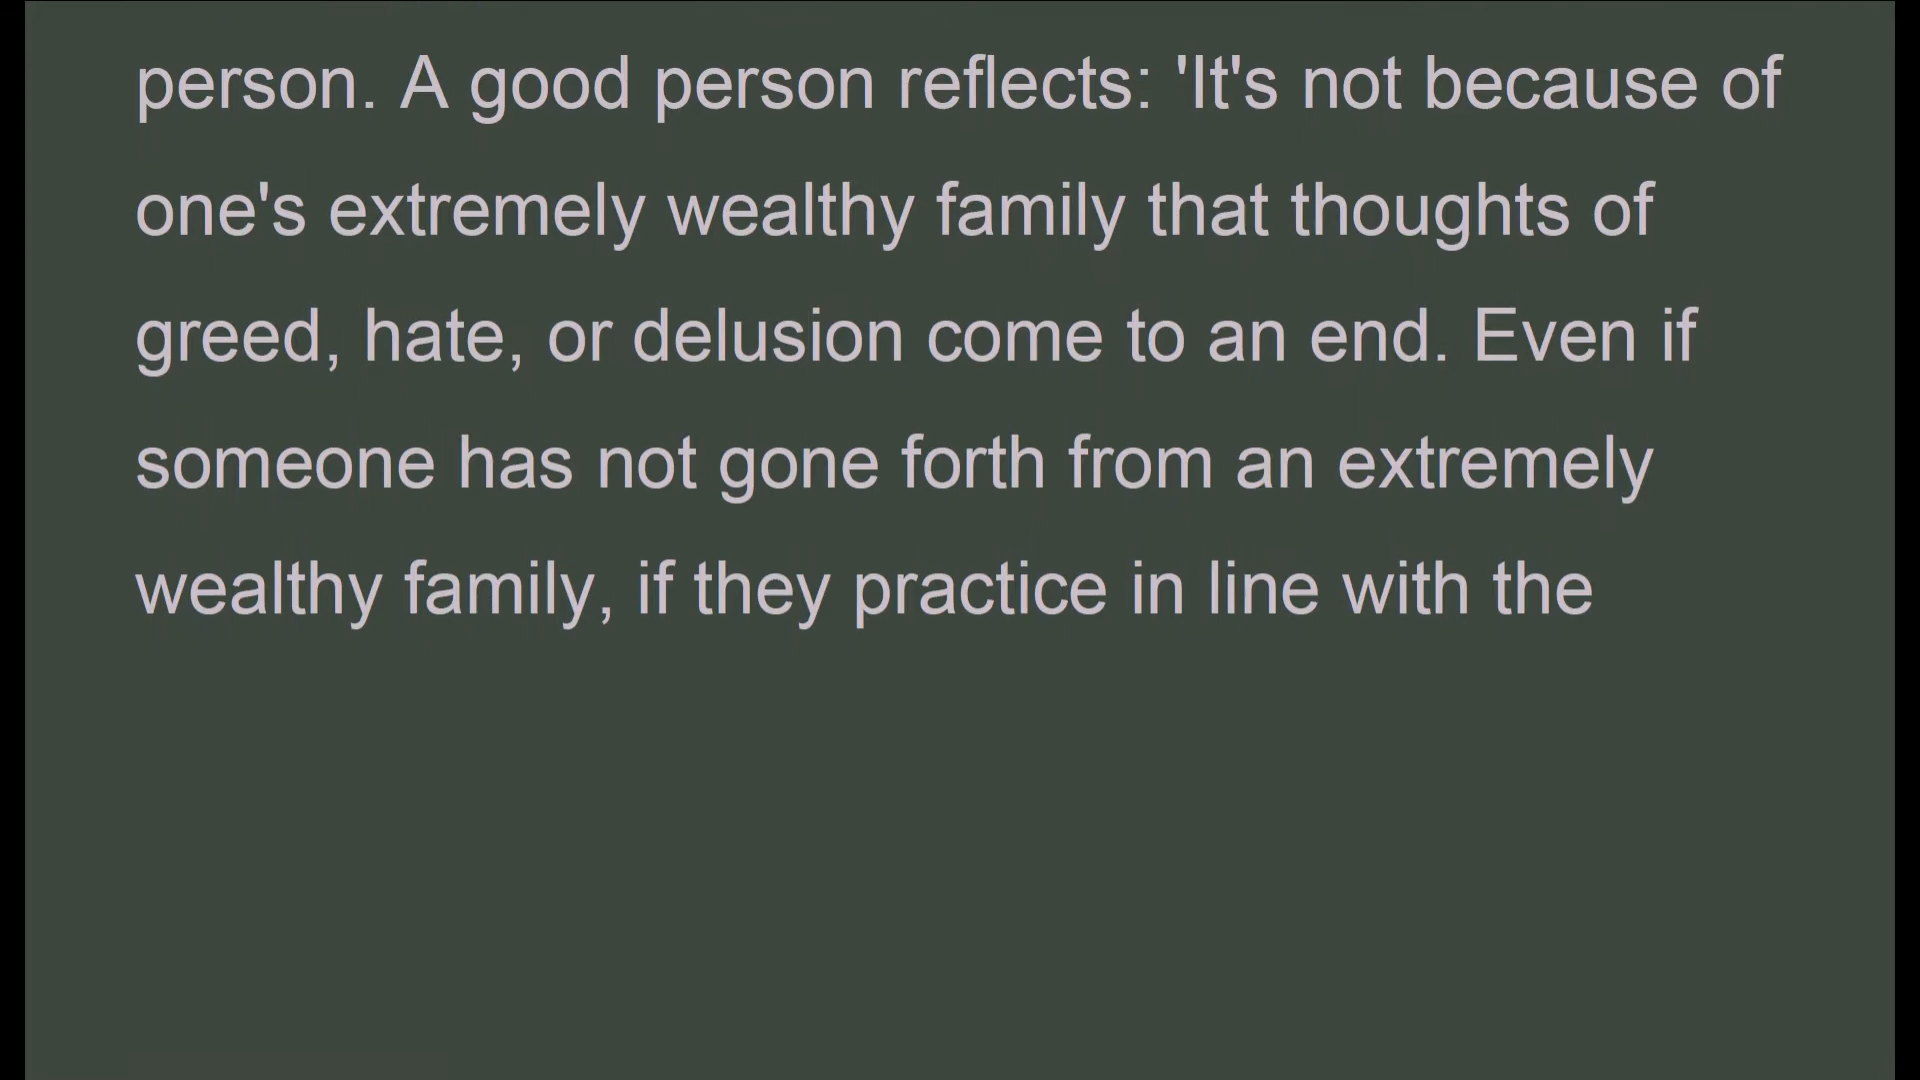 person. A good person reflects: 'It's not because of
one's extremely wealthy family that thoughts of
greed, hate, or delusion come to an end. Even if
someone has not gone forth from an extremely
wealthy family, if they practice in line with the